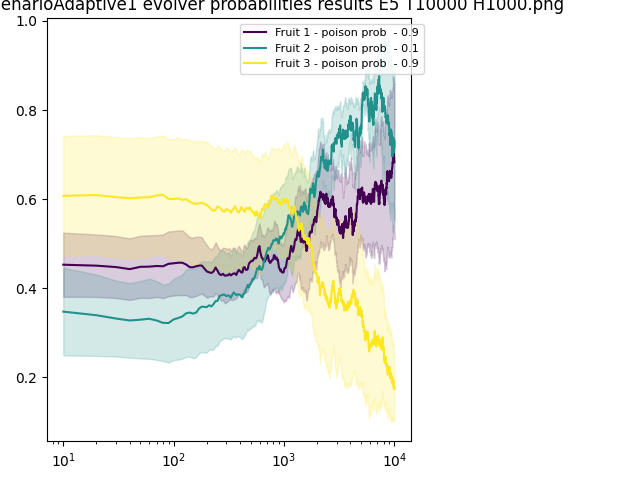 enarioAdaptive1 evolver probabilities results E5 T10000 H1000.png
Fruit 1 - poison prob - 0.9
Fruit 2 - poison prob - 0.1
Fruit 3 - poison prob - 0.9
1.0
0.8
0.6
0.4
0.2
10¹ 10² 10³ 10⁴